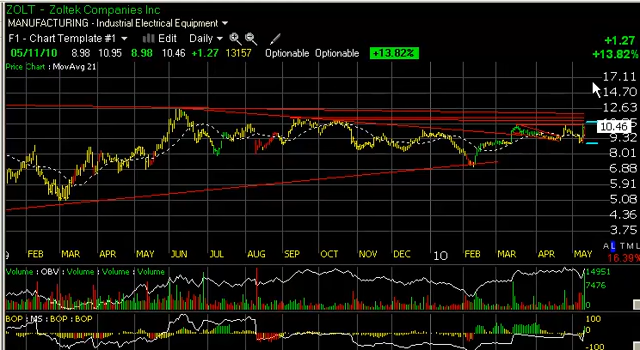 ZOLT - Zoltek Companies Inc
MANUFACTURING - Industrial Electrical Equipment
F1 - Chart Template #1 Edit Daily
+1.27
05/11/10 8.98 10.95 8.98 10.46 +1.27 13157 Optionable Optionable +13.82%
+13.82%
Price Chart : MovAvg 21
17.11
14.70
12.63
10.46
9.32
8.01
6.88
4.36
3.75
9 FEB MAR APR MAY JUN JUL AUG SEP OCT NOV DEC 10 FEB MAR APR MAY
A L T M L
16.39%
Volume : OBV : Volume : Volume : Volume
14951
7476
0
BOP : MS : BOP : BOP
100
0
-100